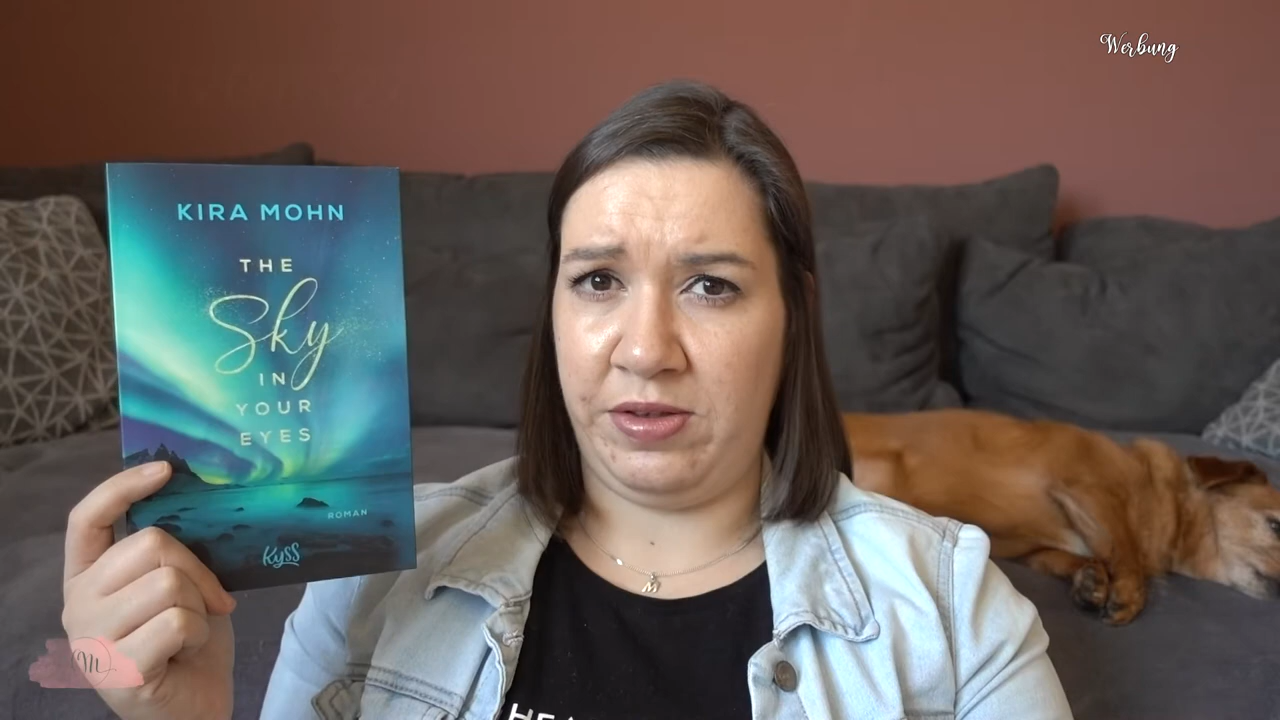 Werbung
KIRA MOHN
THE
Sky
IN
YOUR
EYES
ROMAN
KYSS
M
M